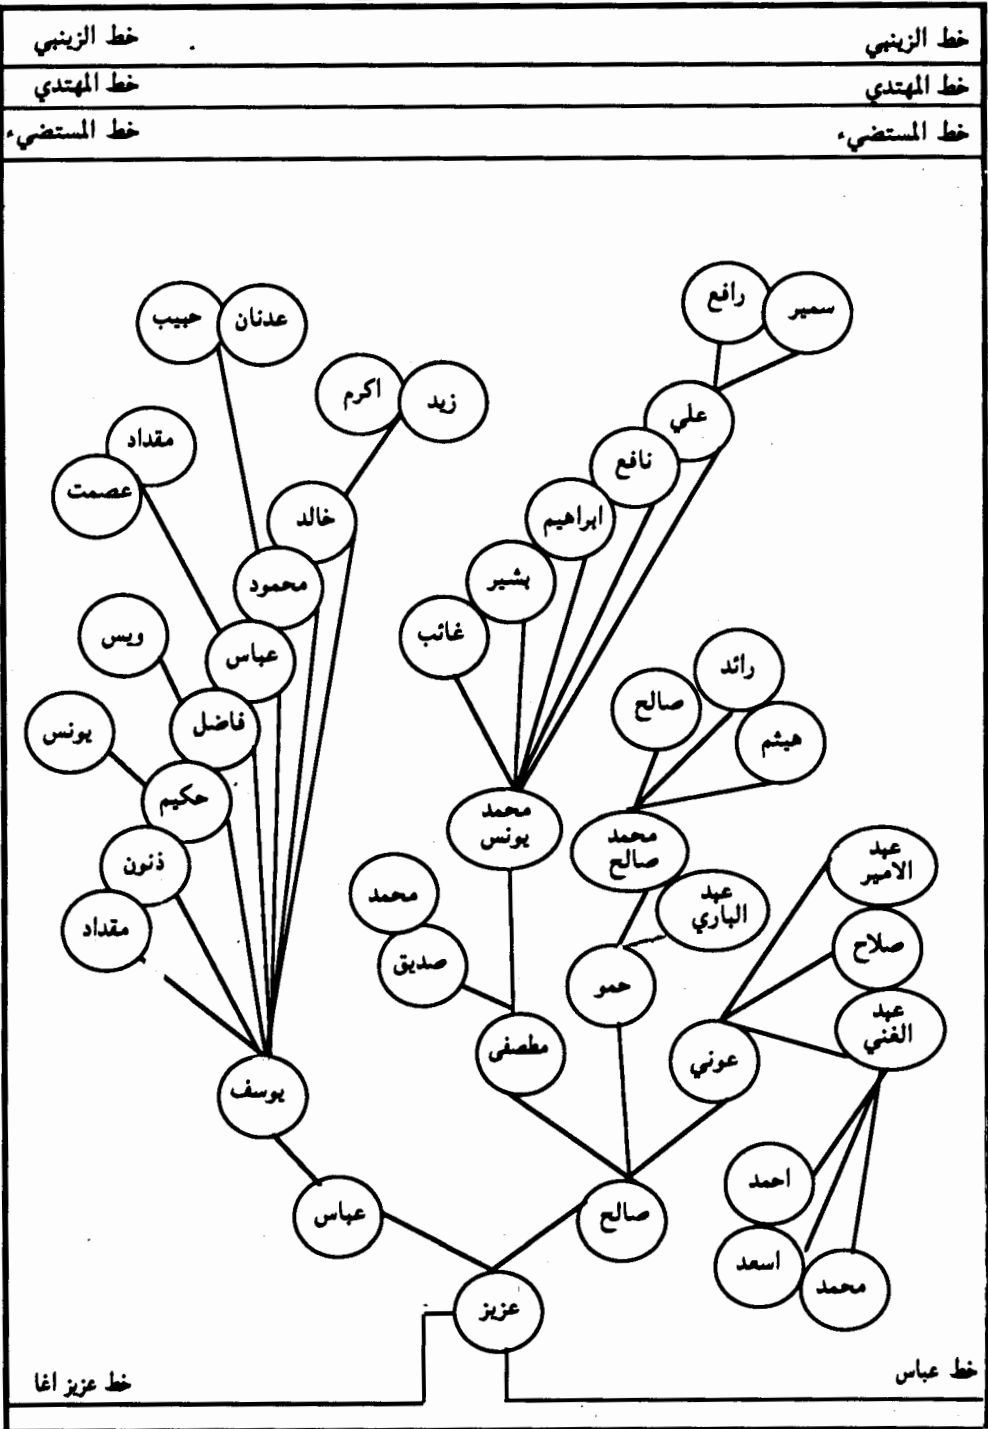 خط الزينبي
خط الزينبي
خط المهتدي
خط المهتدي
خط المستضيء
خط المستضيء
رافع
سمير
عدنان
حبيب
زيد
اكرم
علي
نافع
ابراهيم
بشير
غائب
مقداد
عصمت
خالد
محمود
عباس
ويس
فاضل
يونس
حكيم
ذنون
مقداد
رائد
صالح
هيثم
محمد
يونس
محمد
صالح
عبد
الامير
عبد
الباري
صلاح
محمد
صديق
حمو
عبد
الغني
مطصفى
عوني
يوسف
احمد
صالح
عباس
اسعد
محمد
عزيز
خط عباس
خط عزيز اغا